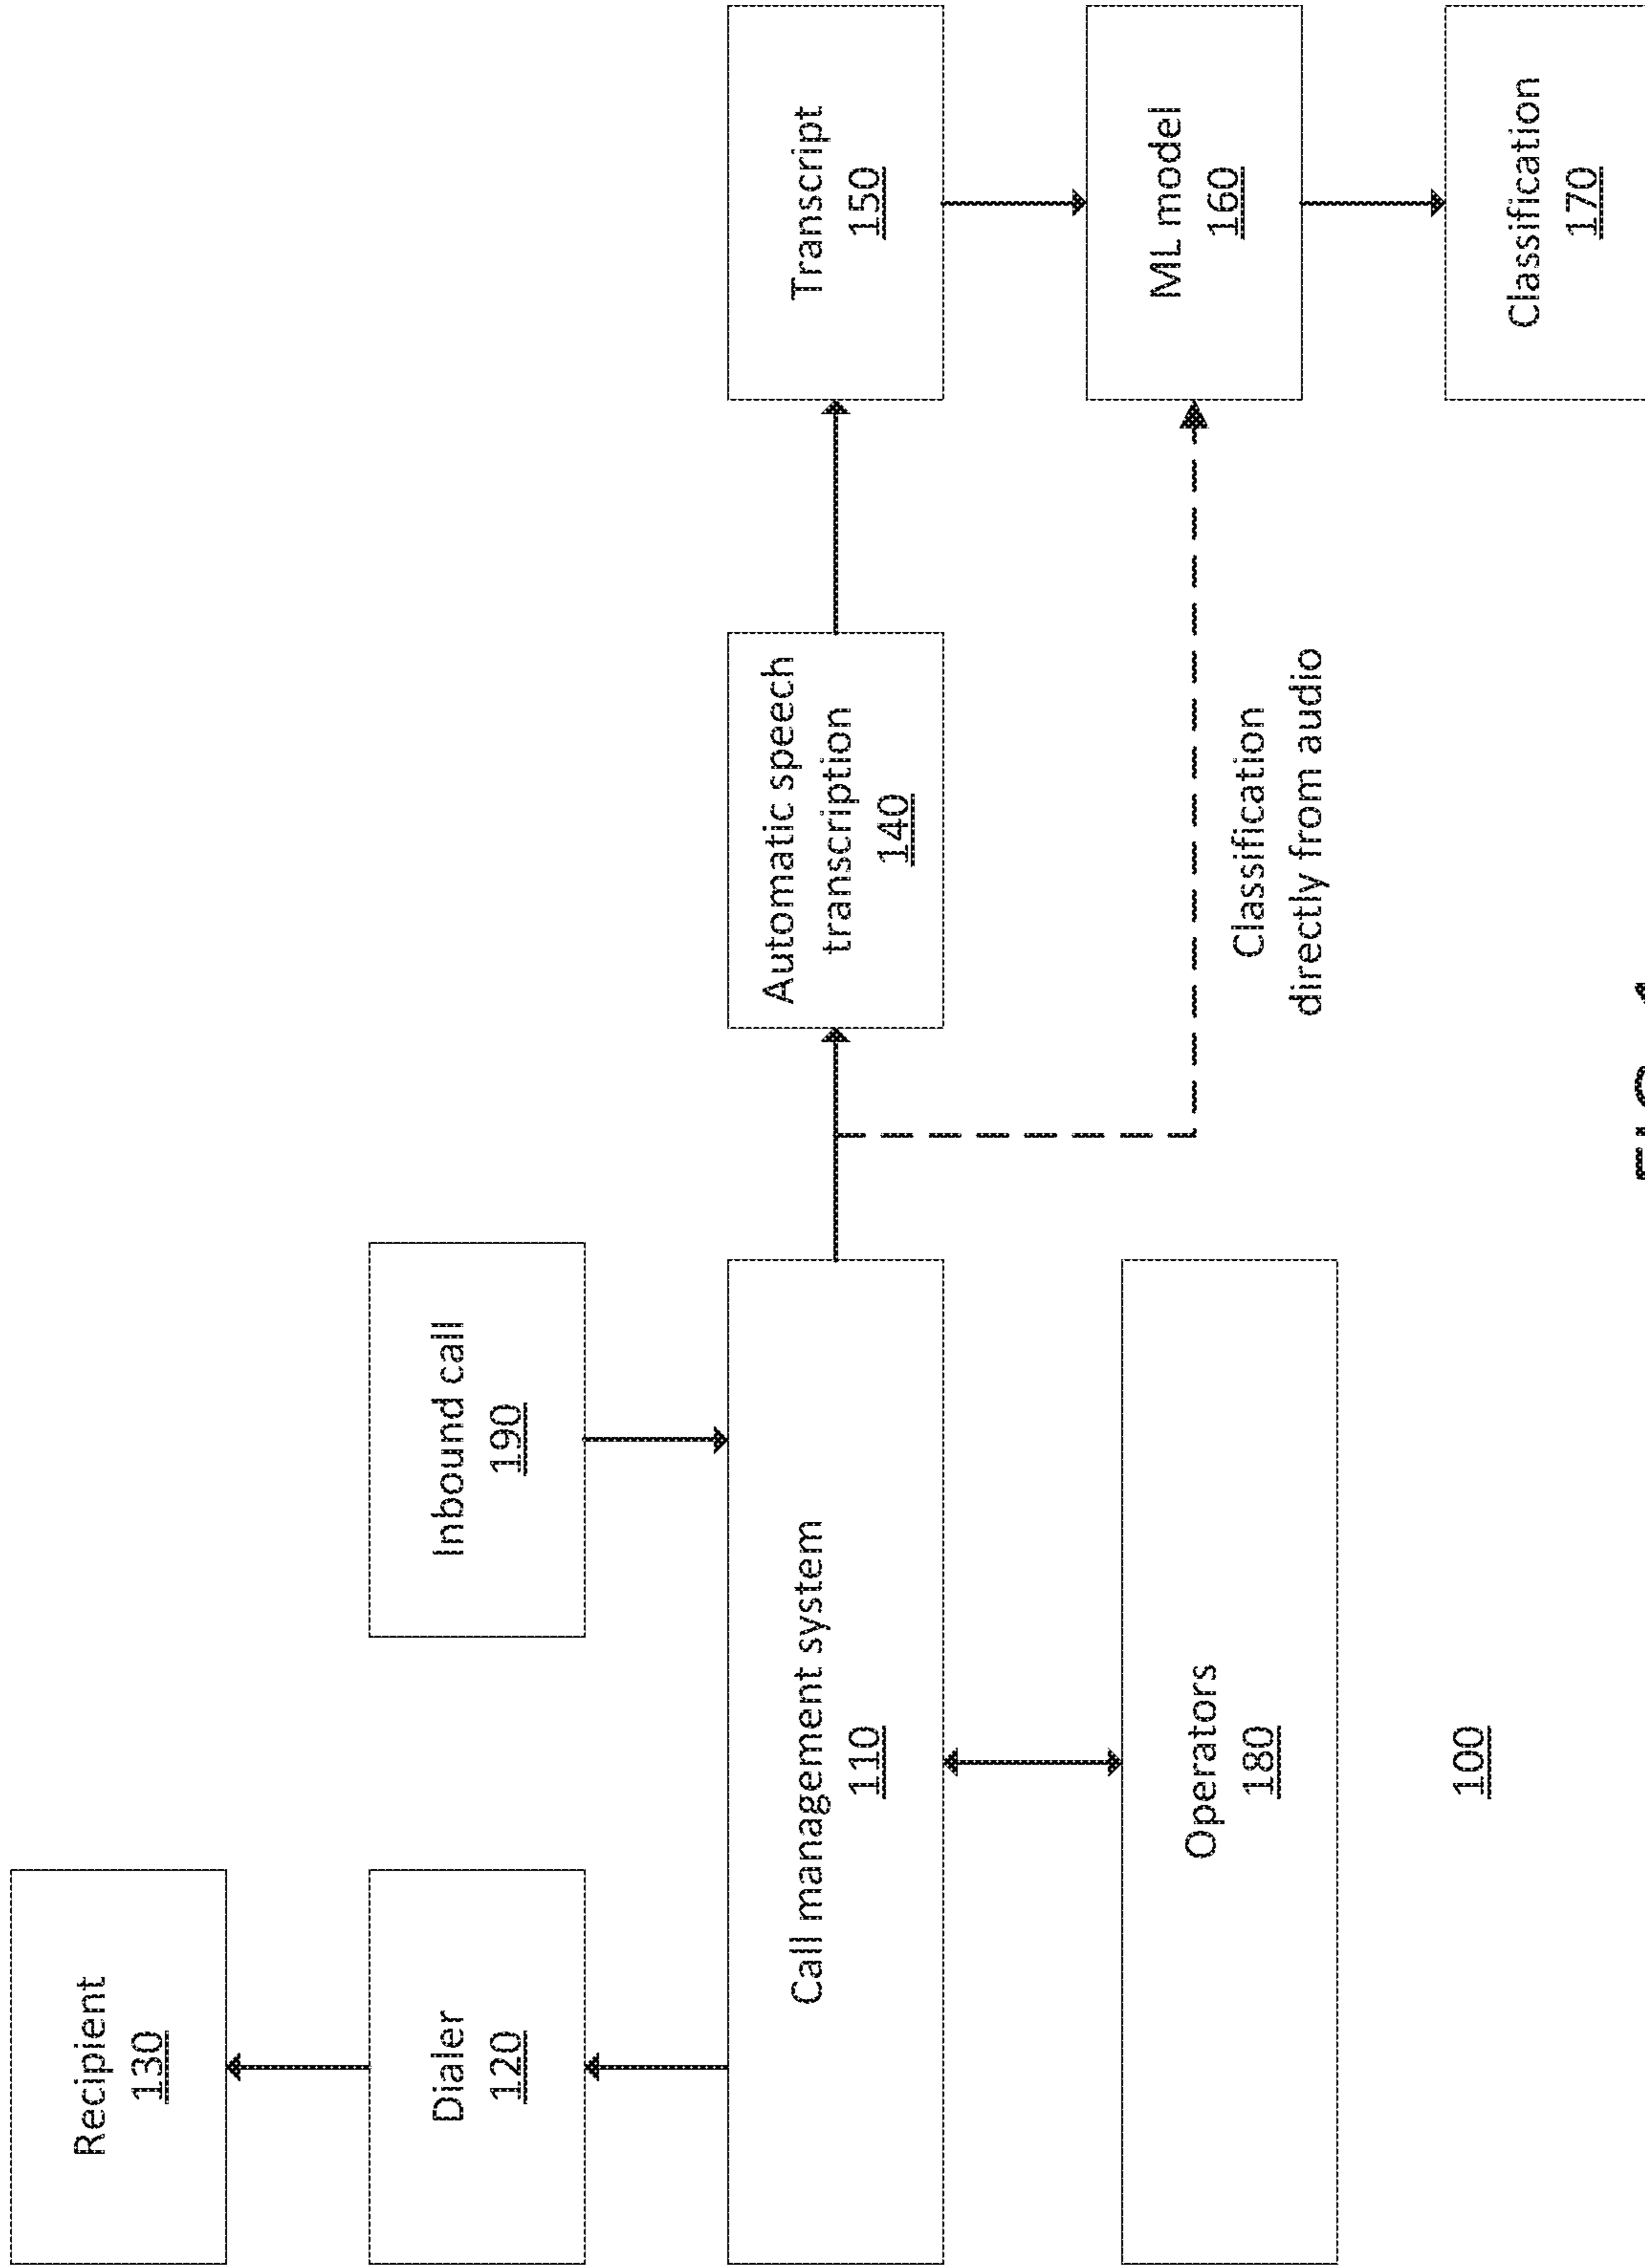 Recipient
130
Dialer
120
Inbound call
190
Call management system
110
Automatic speech
transcription
140
Transcript
150
Operators
180
Classification
directly from audio
ML model
160
Classification
170
100